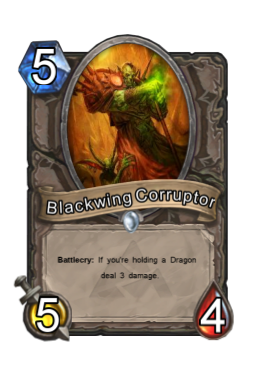 5
Blackwing Corruptor
Battlecry: If you're holding a Dragon
deal 3 damage.
5
4